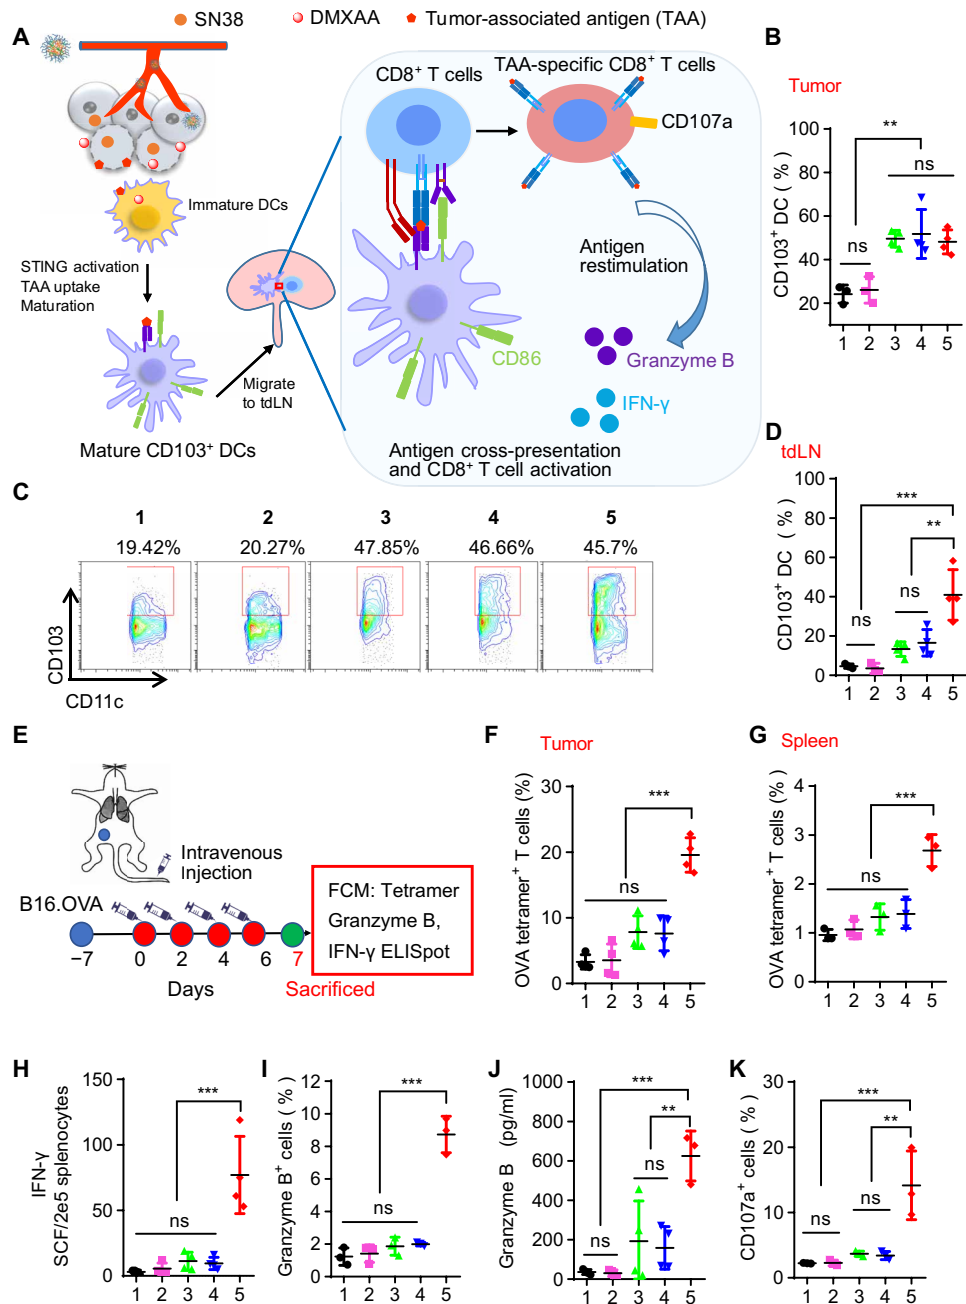 SN38
DMXAA
Tumor-associated antigen (TAA)
A
Immature DCs
STING activation
TAA uptake
Maturation
Migrate
to tdLN
Mature CD103⁺ DCs
CD8⁺ T cells
TAA-specific CD8⁺ T cells
CD107a
Antigen
restimulation
CD86
Granzyme B
IFN-γ
Antigen cross-presentation
and CD8⁺ T cell activation
B
Tumor
CD103⁺ DC (%)
100
80
60
40
20
**
ns
ns
1 2 3 4 5
C
1 2 3 4 5
19.42% 20.27% 47.85% 46.66% 45.7%
CD103
CD11c
D
tdLN
CD103⁺ DC (%)
100
80
60
40
20
0
***
**
ns
ns
1 2 3 4 5
E
Intravenous
Injection
B16.OVA
−7 0 2 4 6 7
Days
Sacrificed
FCM: Tetramer
Granzyme B,
IFN-γ ELISpot
F
Tumor
OVA tetramer⁺ T cells (%)
30
20
10
0
***
ns
1 2 3 4 5
G
Spleen
OVA tetramer⁺ T cells (%)
4
3
2
1
0
***
ns
1 2 3 4 5
H
IFN-γ
SCF/2e5 splenocytes
150
100
50
0
***
ns
1 2 3 4 5
I
Granzyme B⁺ cells (%)
12
10
8
6
4
2
0
***
ns
1 2 3 4 5
J
Granzyme B (pg/ml)
1000
800
600
400
200
0
***
**
ns
ns
1 2 3 4 5
K
CD107a⁺ cells (%)
30
20
10
0
***
**
ns
ns
1 2 3 4 5